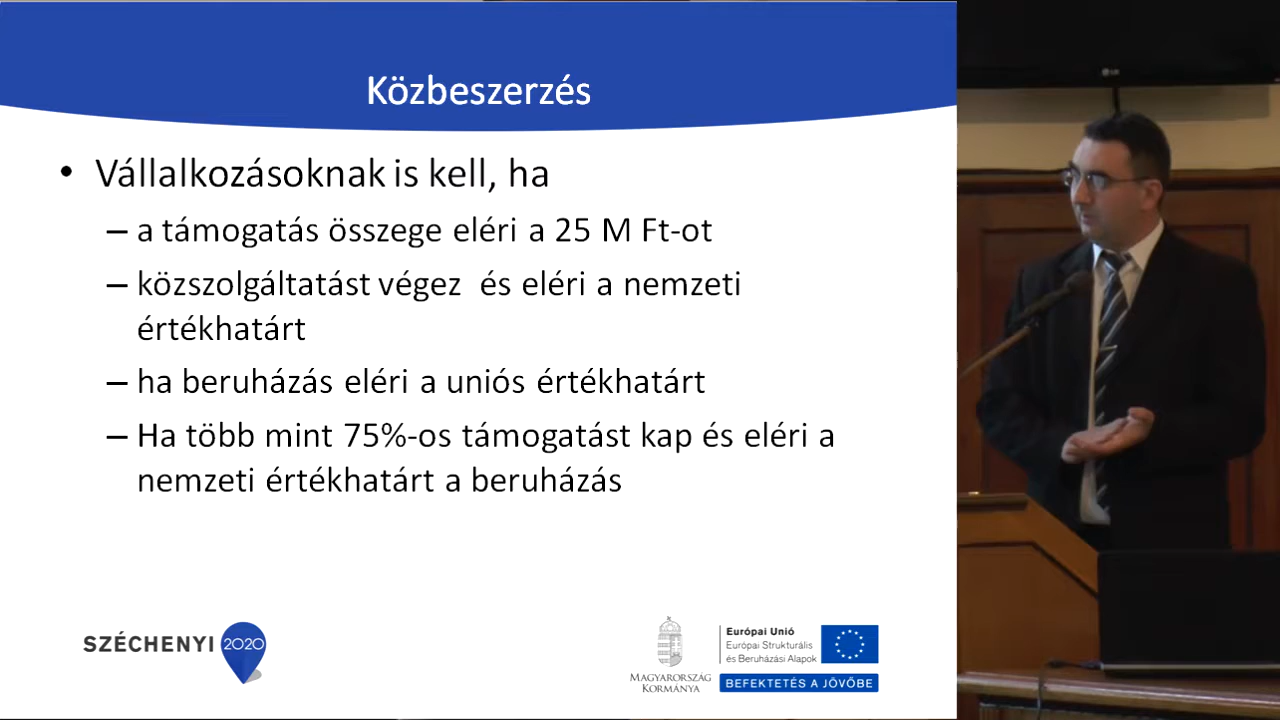 Közbeszerzés
• Vállalkozásoknak is kell, ha
– a támogatás összege eléri a 25 M Ft-ot
– közszolgáltatást végez és eléri a nemzeti
értékhatárt
– ha beruházás eléri a uniós értékhatárt
– Ha több mint 75%-os támogatást kap és eléri a
nemzeti értékhatárt a beruházás
SZÉCHENYI 2020
MAGYARORSZÁG
KORMÁNYA
Európai Unió
Európai Strukturális
és Beruházási Alapok
BEFEKTETÉS A JÖVŐBE
LG